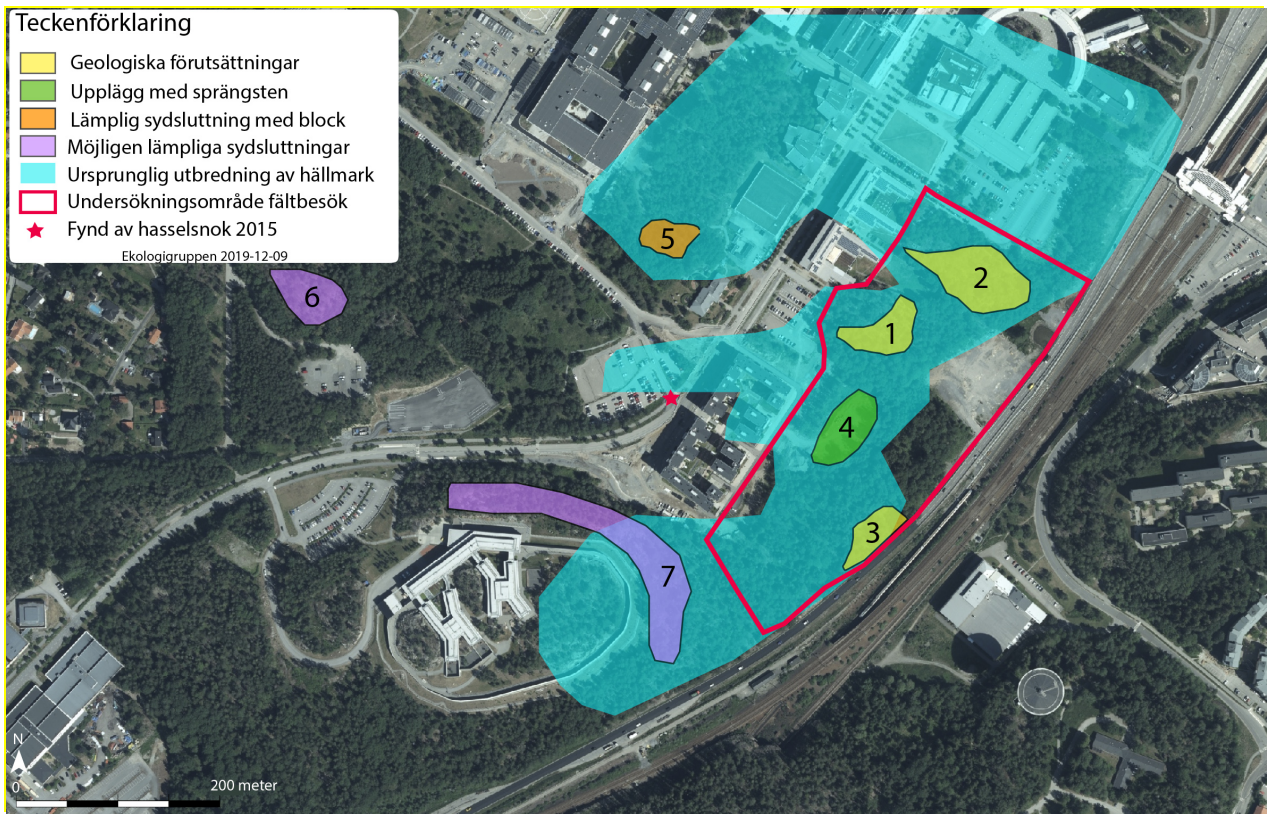 Teckenförklaring
Geologiska förutsättningar
Upplägg med sprängsten
Lämplig sydsluttning med block
Möjligen lämpliga sydsluttningar
Ursprunglig utbredning av hällmark
Undersökningsområde fältbesök
Fynd av hasselsnok 2015
Ekologigruppen 2019-12-09
5
2
6
1
4
3
7
N
0
200 meter